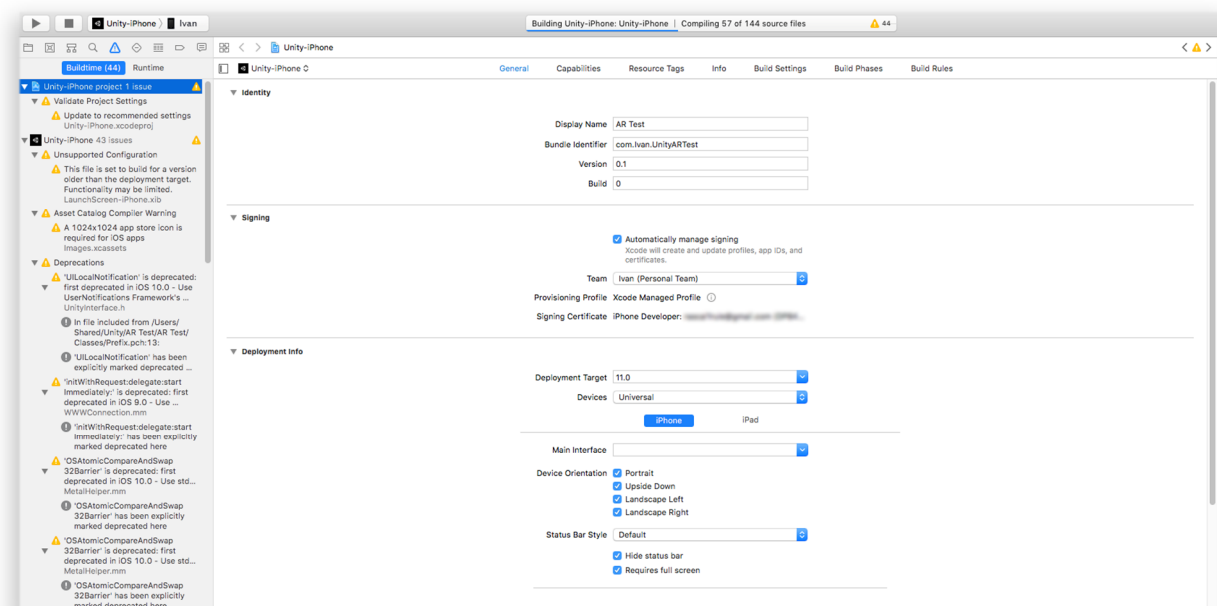 Unity-iPhone Ivan
Building Unity-iPhone: Unity-iPhone | Compiling 57 of 144 source files 44
Unity-iPhone
Buildtime (44) Runtime
Unity-iPhone General Capabilities Resource Tags Info Build Settings Build Phases Build Rules
Unity-iPhone project 1 issue
Validate Project Settings
Update to recommended settings
Unity-iPhone.xcodeproj
Unity-iPhone 43 issues
Unsupported Configuration
This file is set to build for a version
older than the deployment target.
Functionality may be limited.
LaunchScreen-iPhone.xib
Asset Catalog Compiler Warning
A 1024x1024 app store icon is
required for iOS apps
Images.xcassets
Deprecations
'UILocalNotification' is deprecated:
first deprecated in iOS 10.0 - Use
UserNotifications Framework's ...
UnityInterface.h
In file included from /Users/
Shared/Unity/AR Test/AR Test/
Classes/Prefix.pch:13:
'UILocalNotification' has been
explicitly marked deprecated ...
'initWithRequest:delegate:start
Immediately:' is deprecated: first
deprecated in iOS 9.0 - Use ...
WWWConnection.mm
'initWithRequest:delegate:start
Immediately:' has been explicitly
marked deprecated here
'OSAtomicCompareAndSwap
32Barrier' is deprecated: first
deprecated in iOS 10.0 - Use std...
MetalHelper.mm
'OSAtomicCompareAndSwap
32Barrier' has been explicitly
marked deprecated here
'OSAtomicCompareAndSwap
32Barrier' is deprecated: first
deprecated in iOS 10.0 - Use std...
MetalHelper.mm
'OSAtomicCompareAndSwap
32Barrier' has been explicitly
marked deprecated here
Identity
Display Name AR Test
Bundle Identifier com.Ivan.UnityARTest
Version 0.1
Build 0
Signing
Automatically manage signing
Xcode will create and update profiles, app IDs, and
certificates.
Team Ivan (Personal Team)
Provisioning Profile Xcode Managed Profile
Signing Certificate iPhone Developer:
Deployment Info
Deployment Target 11.0
Devices Universal
iPhone iPad
Main Interface
Device Orientation Portrait
Upside Down
Landscape Left
Landscape Right
Status Bar Style Default
Hide status bar
Requires full screen